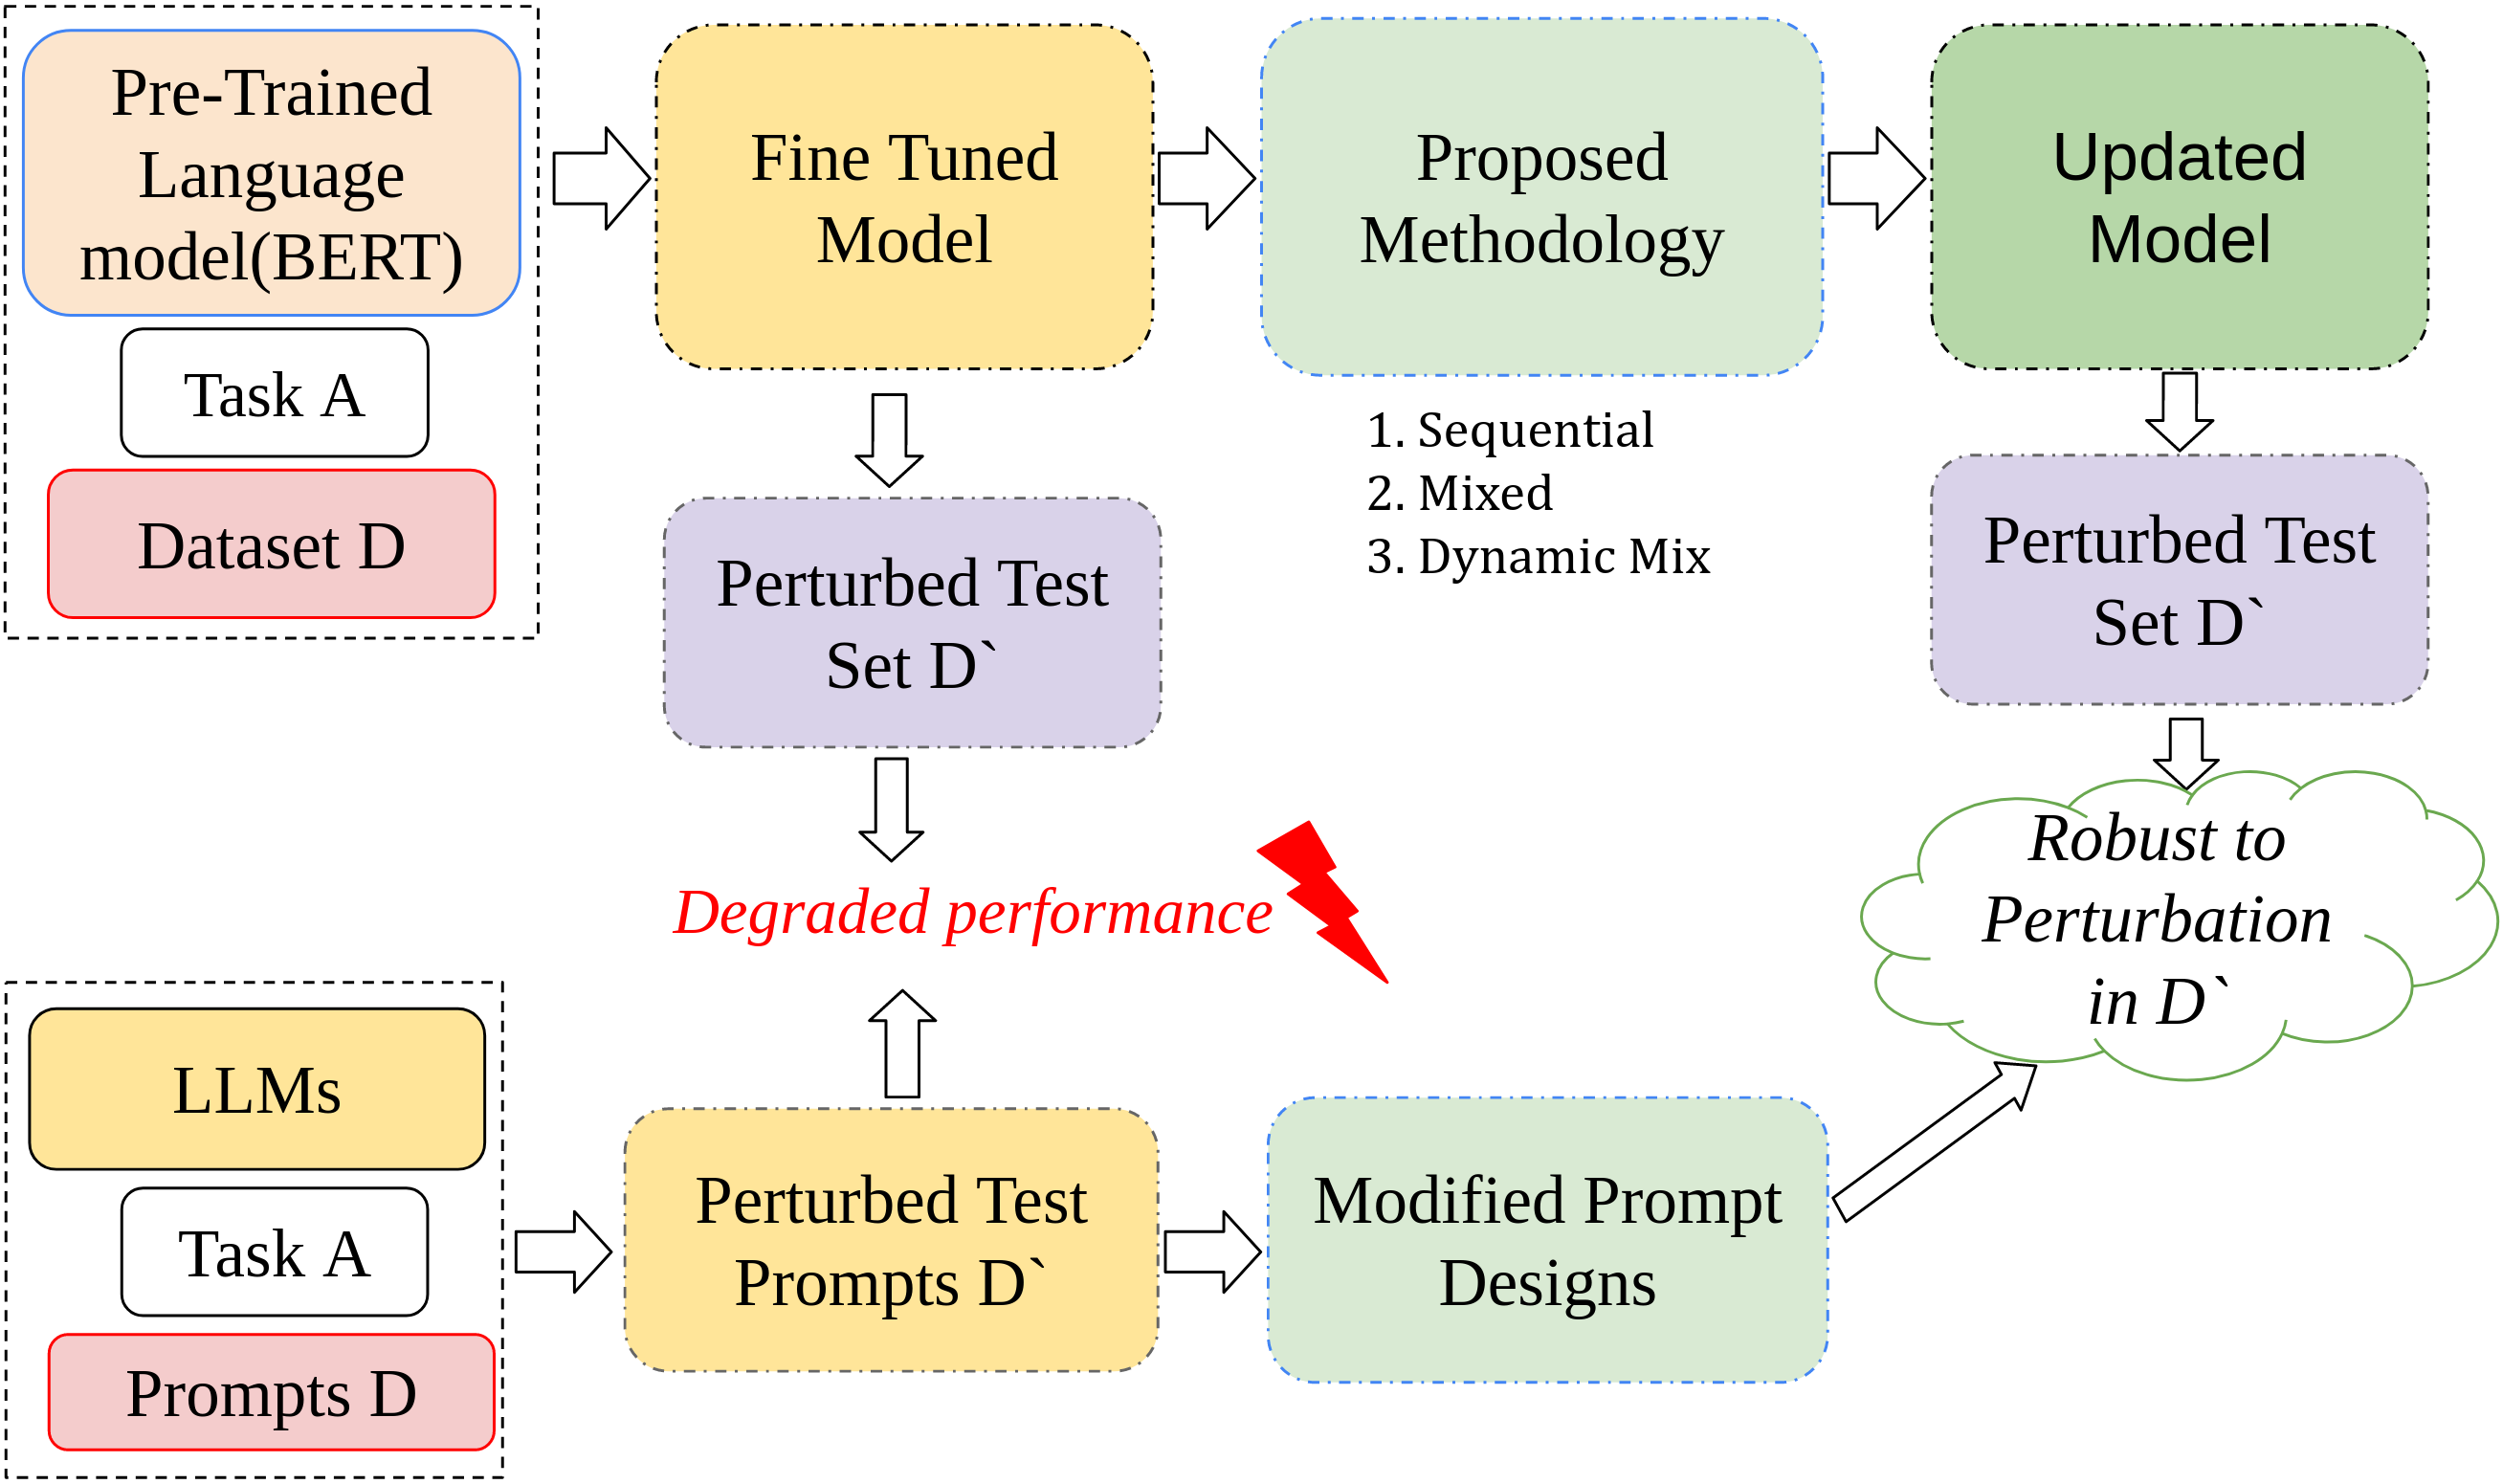 Pre-Trained
Language
model(BERT)
Task A
Dataset D
Fine Tuned
Model
Proposed
Methodology
Updated
Model
1. Sequential
2. Mixed
3. Dynamic Mix
Perturbed Test
Set D`
Perturbed Test
Set D`
Degraded performance
Robust to
Perturbation
in D`
LLMs
Task A
Prompts D
Perturbed Test
Prompts D`
Modified Prompt
Designs